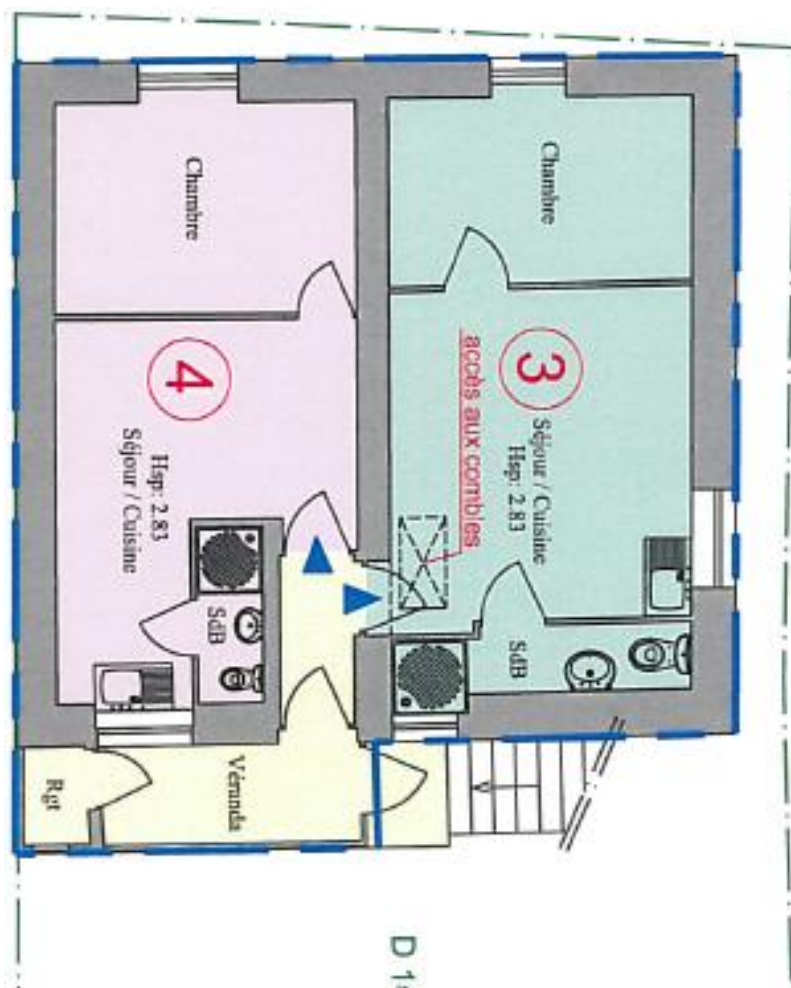 Chambre
Chambre
4
3
accès aux combles
Séjour / Cuisine
Hsp: 2.83
Hsp: 2.83
Séjour / Cuisine
SdB
SdB
Véranda
Rgt